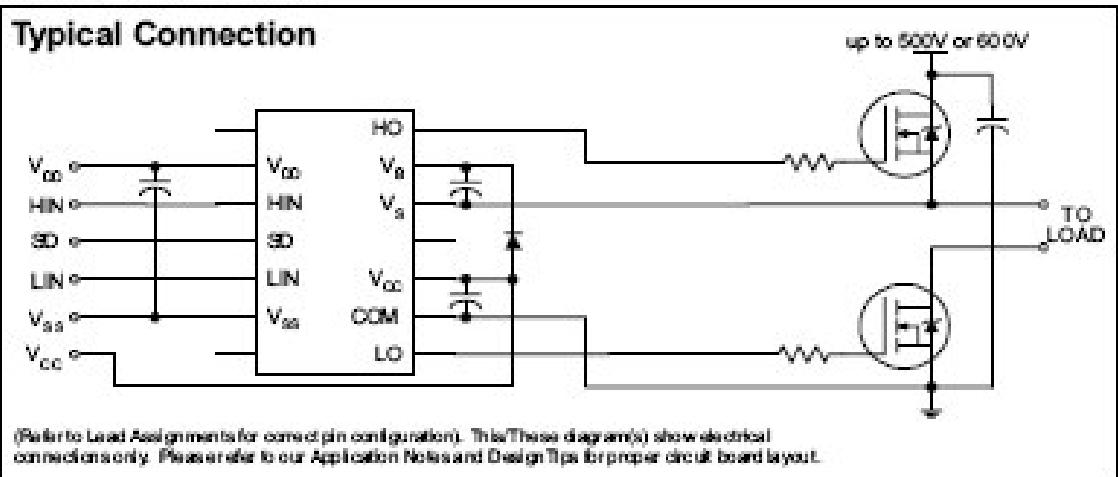 Typical Connection
up to 500V or 600V
HO
VDD
VDD
VB
HIN
HIN
VS
TO
LOAD
SD
SD
LIN
LIN
VCC
VSS
VSS
COM
VCC
LO
(Refer to Lead Assignments for correct pin configuration). This/These diagram(s) show electrical
connections only. Please refer to our Application Notes and Design Tips for proper circuit board layout.